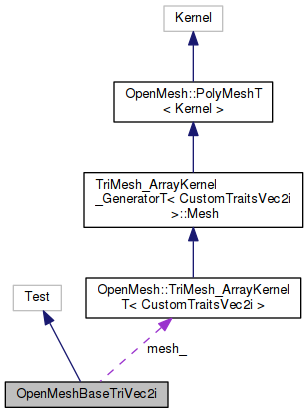 Kernel
OpenMesh::PolyMeshT
< Kernel >
TriMesh_ArrayKernel
_GeneratorT< CustomTraitsVec2i
>::Mesh
Test
OpenMesh::TriMesh_ArrayKernel
T< CustomTraitsVec2i >
mesh_
OpenMeshBaseTriVec2i